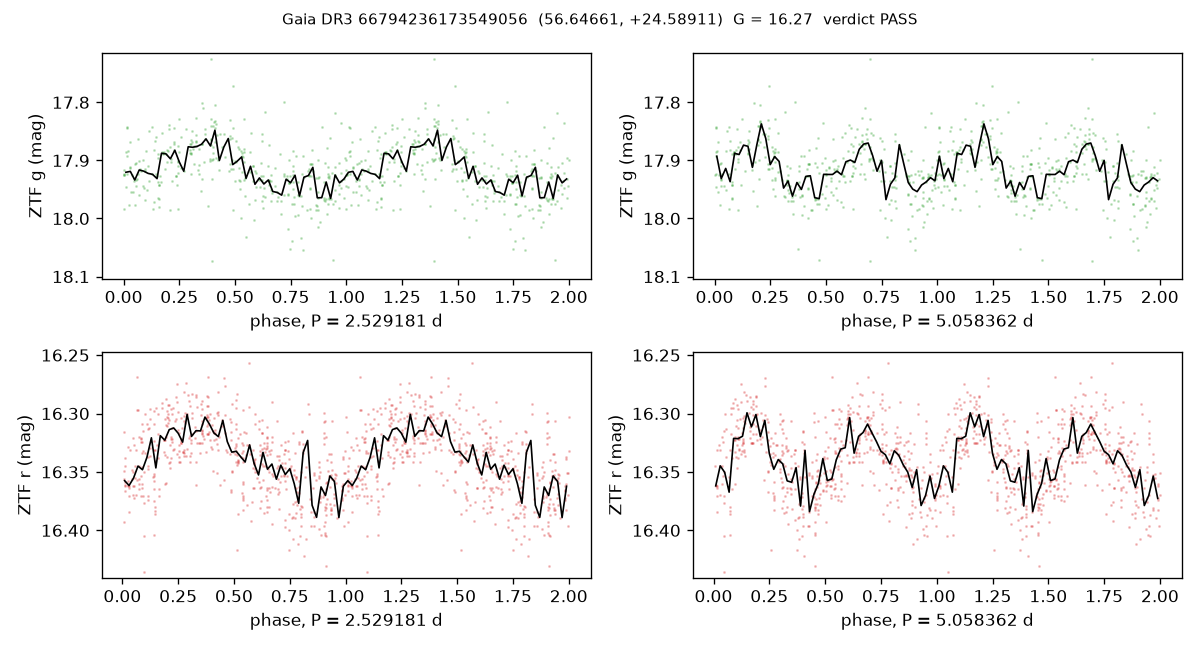 Gaia DR3 66794236173549056  (56.64661, +24.58911)  G = 16.27  verdict PASS
ZTF g (mag)
17.8
17.9
18.0
18.1
0.00 0.25 0.50 0.75 1.00 1.25 1.50 1.75 2.00
phase, P = 2.529181 d
ZTF g (mag)
17.8
17.9
18.0
18.1
0.00 0.25 0.50 0.75 1.00 1.25 1.50 1.75 2.00
phase, P = 5.058362 d
ZTF r (mag)
16.25
16.30
16.35
16.40
0.00 0.25 0.50 0.75 1.00 1.25 1.50 1.75 2.00
phase, P = 2.529181 d
ZTF r (mag)
16.25
16.30
16.35
16.40
0.00 0.25 0.50 0.75 1.00 1.25 1.50 1.75 2.00
phase, P = 5.058362 d